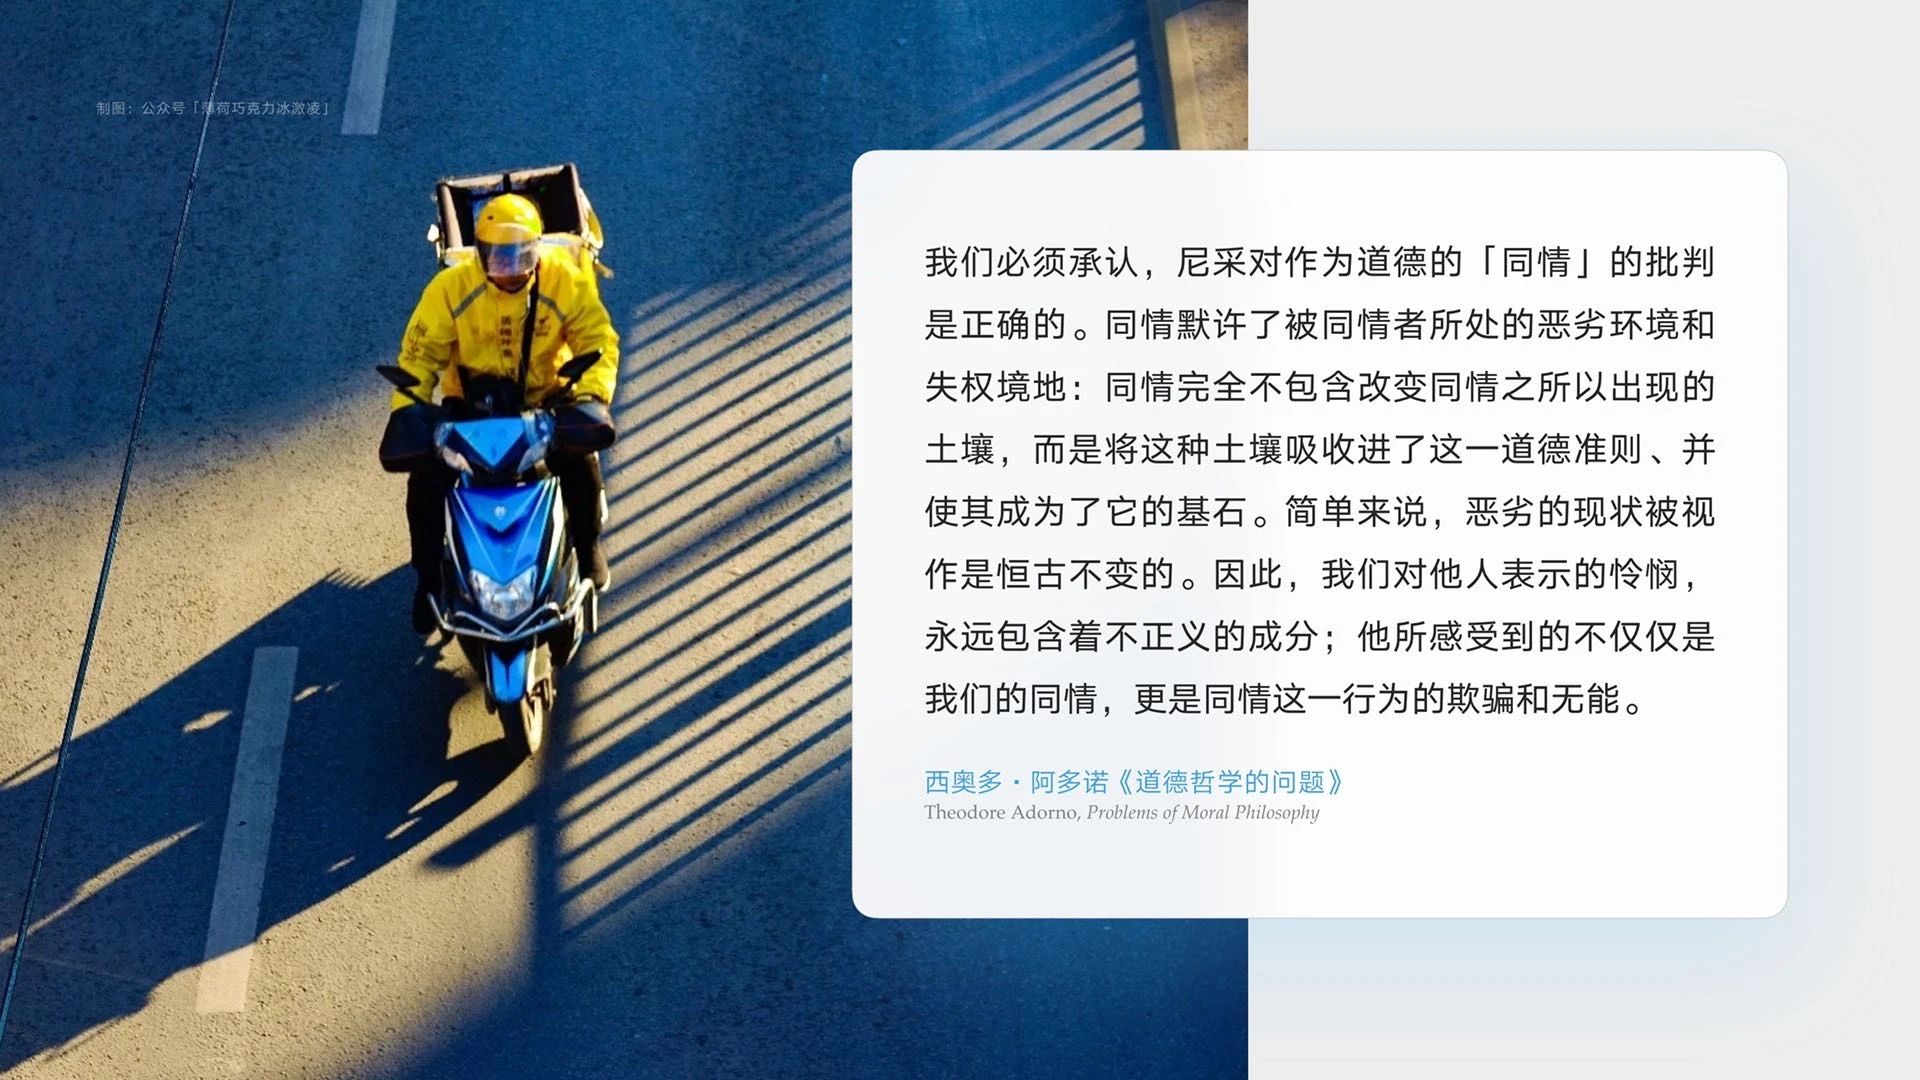 制图：公众号「薄荷巧克力冰激凌」
我们必须承认，尼采对作为道德的「同情」的批判
是正确的。同情默许了被同情者所处的恶劣环境和
失权境地：同情完全不包含改变同情之所以出现的
土壤，而是将这种土壤吸收进了这一道德准则、并
使其成为了它的基石。简单来说，恶劣的现状被视
作是恒古不变的。因此，我们对他人表示的怜悯，
永远包含着不正义的成分；他所感受到的不仅仅是
我们的同情，更是同情这一行为的欺骗和无能。
西奥多·阿多诺《道德哲学的问题》
Theodore Adorno, Problems of Moral Philosophy